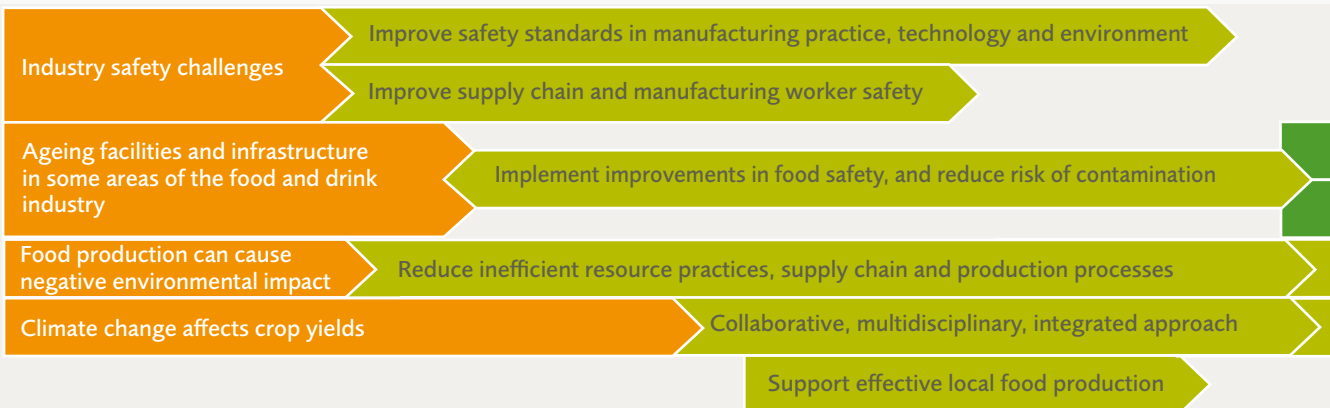 Improve safety standards in manufacturing practice, technology and environment
Industry safety challenges
Improve supply chain and manufacturing worker safety
Ageing facilities and infrastructure
in some areas of the food and drink
industry
Implement improvements in food safety, and reduce risk of contamination
Food production can cause
negative environmental impact
Reduce inefficient resource practices, supply chain and production processes
Climate change affects crop yields
Collaborative, multidisciplinary, integrated approach
Support effective local food production